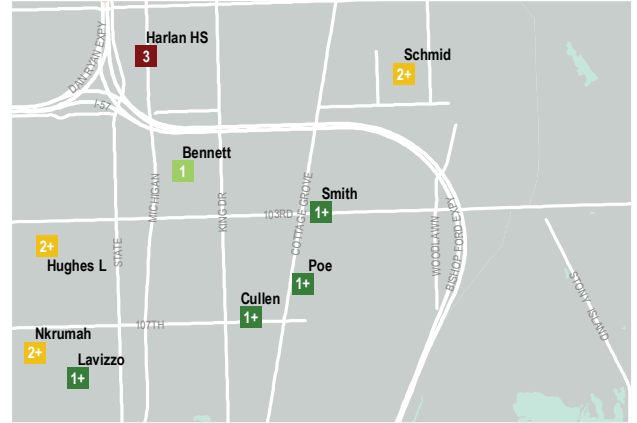 Harlan HS
3
DAN RYAN EXPY
Schmid
2+
I-57
Bennett
1
MICHIGAN
KING DR
COTTAGE GROVE
Smith
1+
103RD
WOODLAWN
BISHOP FORD EXPY
STATE
2+
Hughes L
Poe
1+
STONY ISLAND
Cullen
1+
107TH
Nkrumah
2+
Lavizzo
1+